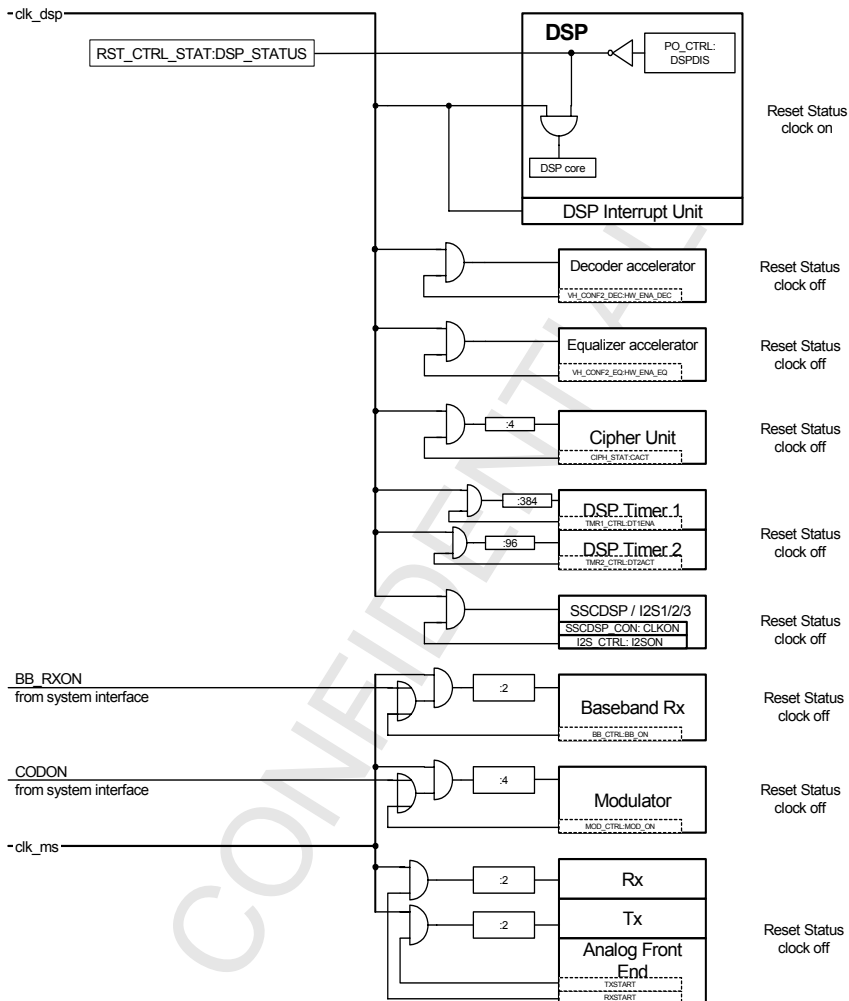 clk_dsp
DSP
RST_CTRL_STAT:DSP_STATUS
PO_CTRL:
DSPDIS
Reset Status
clock on
DSP core
DSP Interrupt Unit
Decoder accelerator
VH_CONF2_DEC:HW_ENA_DEC
Reset Status
clock off
Equalizer accelerator
VH_CONF2_EQ:HW_ENA_EQ
Reset Status
clock off
:4
Cipher Unit
CIPH_STAT:CACT
Reset Status
clock off
:384
DSP Timer 1
TMR1_CTRL:DT1ENA
:96
DSP Timer 2
TMR2_CTRL:DT2ACT
Reset Status
clock off
SSCDSP / I2S1/2/3
SSCDSP_CON: CLKON
I2S_CTRL: I2SON
Reset Status
clock off
BB_RXON
from system interface
:2
Baseband Rx
BB_CTRL:BB_ON
Reset Status
clock off
CODON
from system interface
:4
Modulator
MOD_CTRL:MOD_ON
Reset Status
clock off
clk_ms
:2
Rx
:2
Tx
Analog Front
End
TXSTART
RXSTART
Reset Status
clock off
CONFIDENTIAL